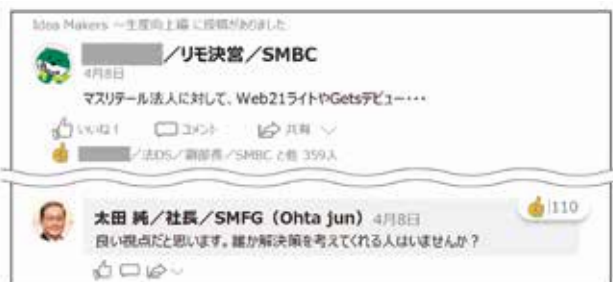 Idea Makers ～生産向上編 に投稿がありました
／リモ決営／SMBC
4月8日
マスリテール法人に対して、Web21ライトやGetsデビュー・・・
いいね！ コメント 共有
／法DS／副部長／SMBC と他 359人
太田 純／社長／SMFG（Ohta jun） 4月8日
110
良い視点だと思います。誰か解決策を考えてくれる人はいませんか？